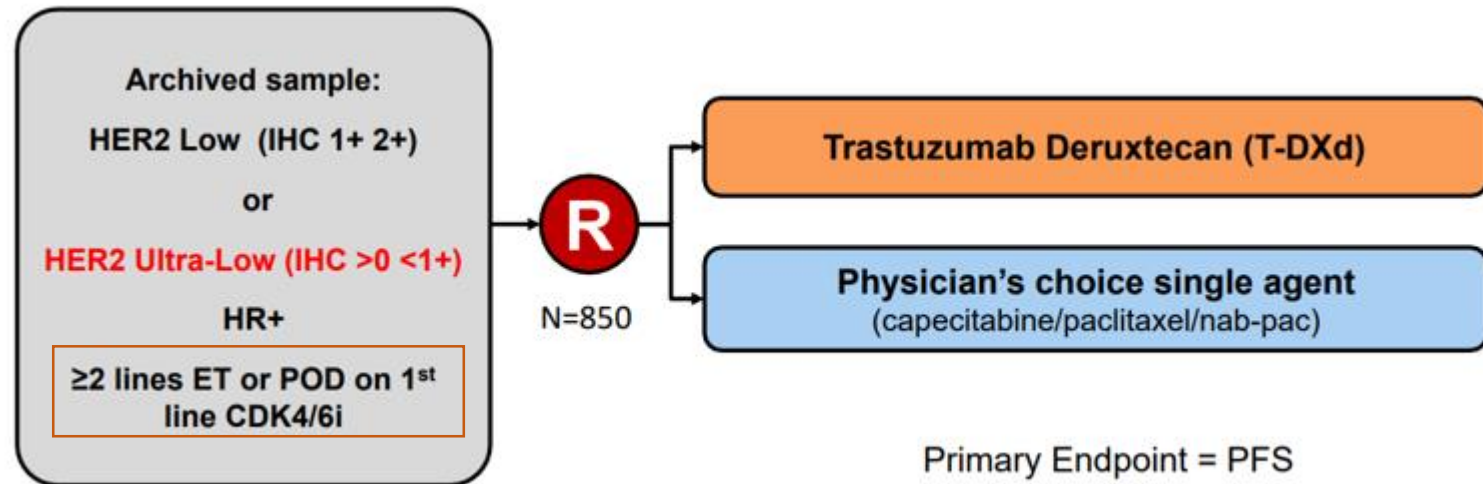 Archived sample:
HER2 Low (IHC 1+ 2+)
or
HER2 Ultra-Low (IHC >0 <1+)
HR+
≥2 lines ET or POD on 1st
line CDK4/6i
R
N=850
Trastuzumab Deruxtecan (T-DXd)
Physician's choice single agent
(capecitabine/paclitaxel/nab-pac)
Primary Endpoint = PFS